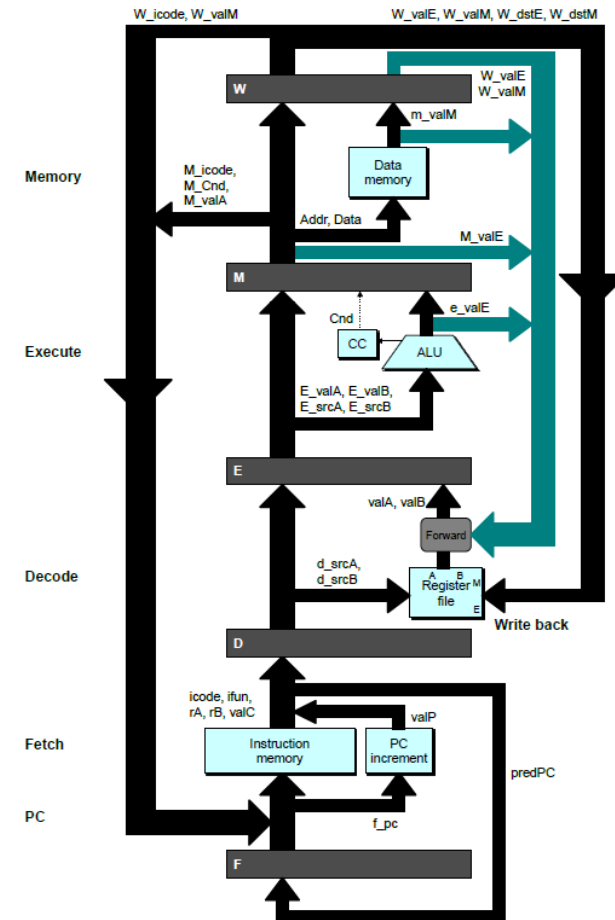 W_icode, W_valM
W_valE, W_valM, W_dstE, W_dstM
W
W_valE
W_valM
m_valM
Memory
Data
memory
M_icode,
M_Cnd,
M_valA
Addr, Data
M_valE
M
Cnd
e_valE
CC
ALU
Execute
E_valA, E_valB,
E_srcA, E_srcB
E
valA, valB
Forward
Decode
d_srcA,
d_srcB
A B
M
Register
file
E
Write back
D
icode, ifun,
rA, rB, valC
valP
Fetch
Instruction
memory
PC
increment
predPC
PC
f_pc
F